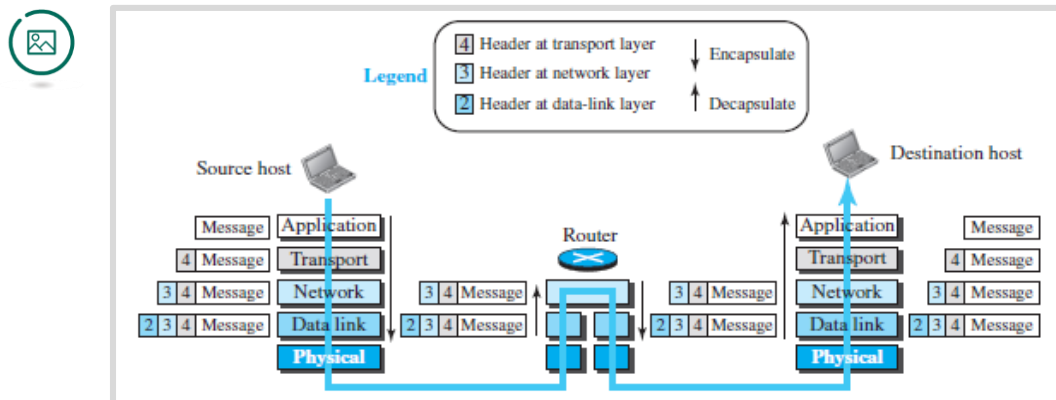 4 Header at transport layer
Encapsulate
Legend
3 Header at network layer
2 Header at data-link layer
Decapsulate
Source host
Destination host
Message Application
Router
Application Message
4 Message Transport
Transport 4 Message
3 4 Message Network
3 4 Message
3 4 Message
Network 3 4 Message
2 3 4 Message Data link
2 3 4 Message
2 3 4 Message
Data link 2 3 4 Message
Physical
Physical